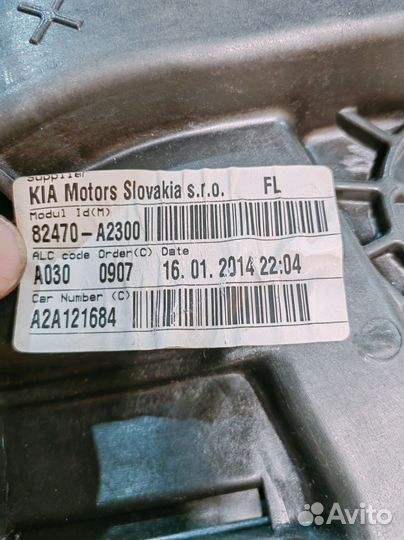 Supplier
KIA Motors Slovakia s.r.o. FL
Modul Id(M)
82470-A2300
ALC code Order(C) Date
A030 0907 16.01.2014 22:04
Car Number (C)
A2A121684
Avito